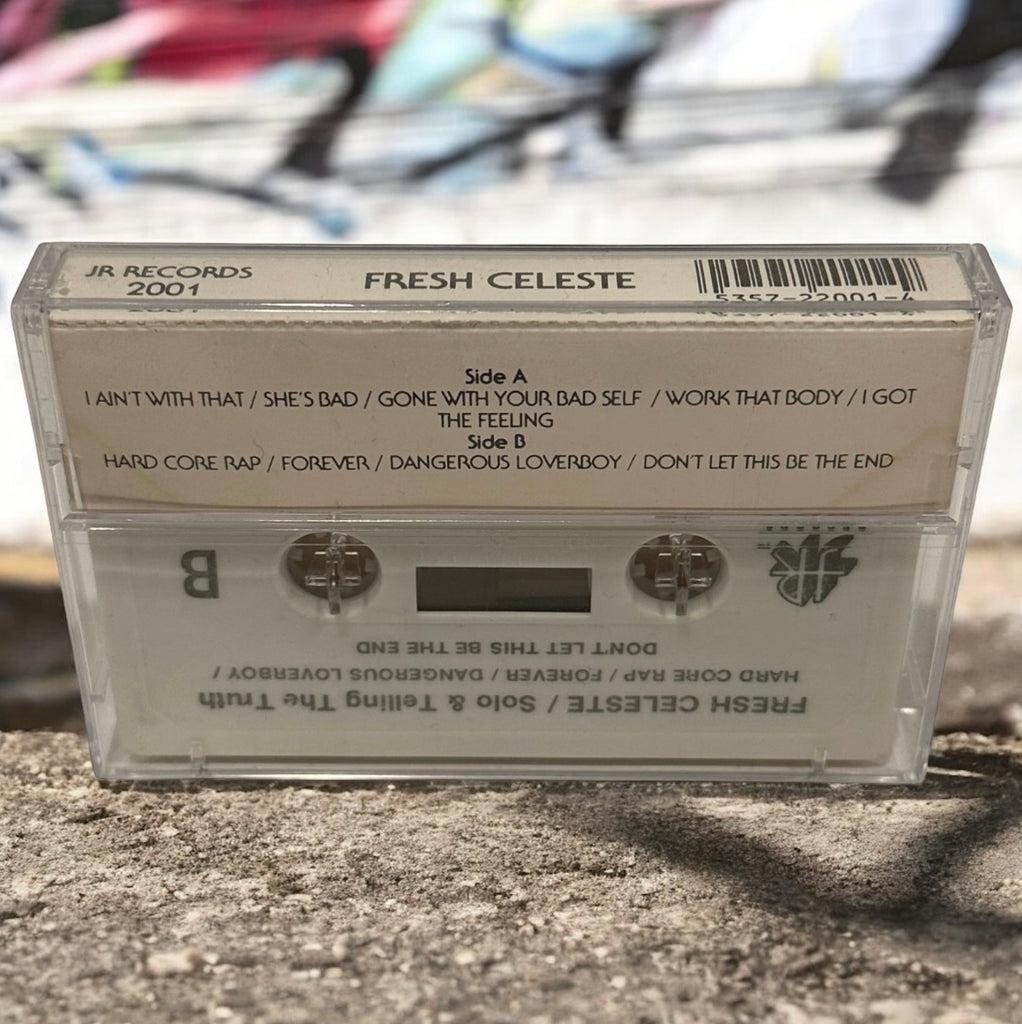 JR RECORDS
2001
FRESH CELESTE
5357-22001-4
Side A
I AIN'T WITH THAT / SHE'S BAD / GONE WITH YOUR BAD SELF / WORK THAT BODY / I GOT
THE FEELING
Side B
HARD CORE RAP / FOREVER / DANGEROUS LOVERBOY / DON'T LET THIS BE THE END
B
JR
FRESH CELESTE / Solo & Telling The Truth
HARD CORE RAP / FOREVER / DANGEROUS LOVERBOY /
DON'T LET THIS BE THE END